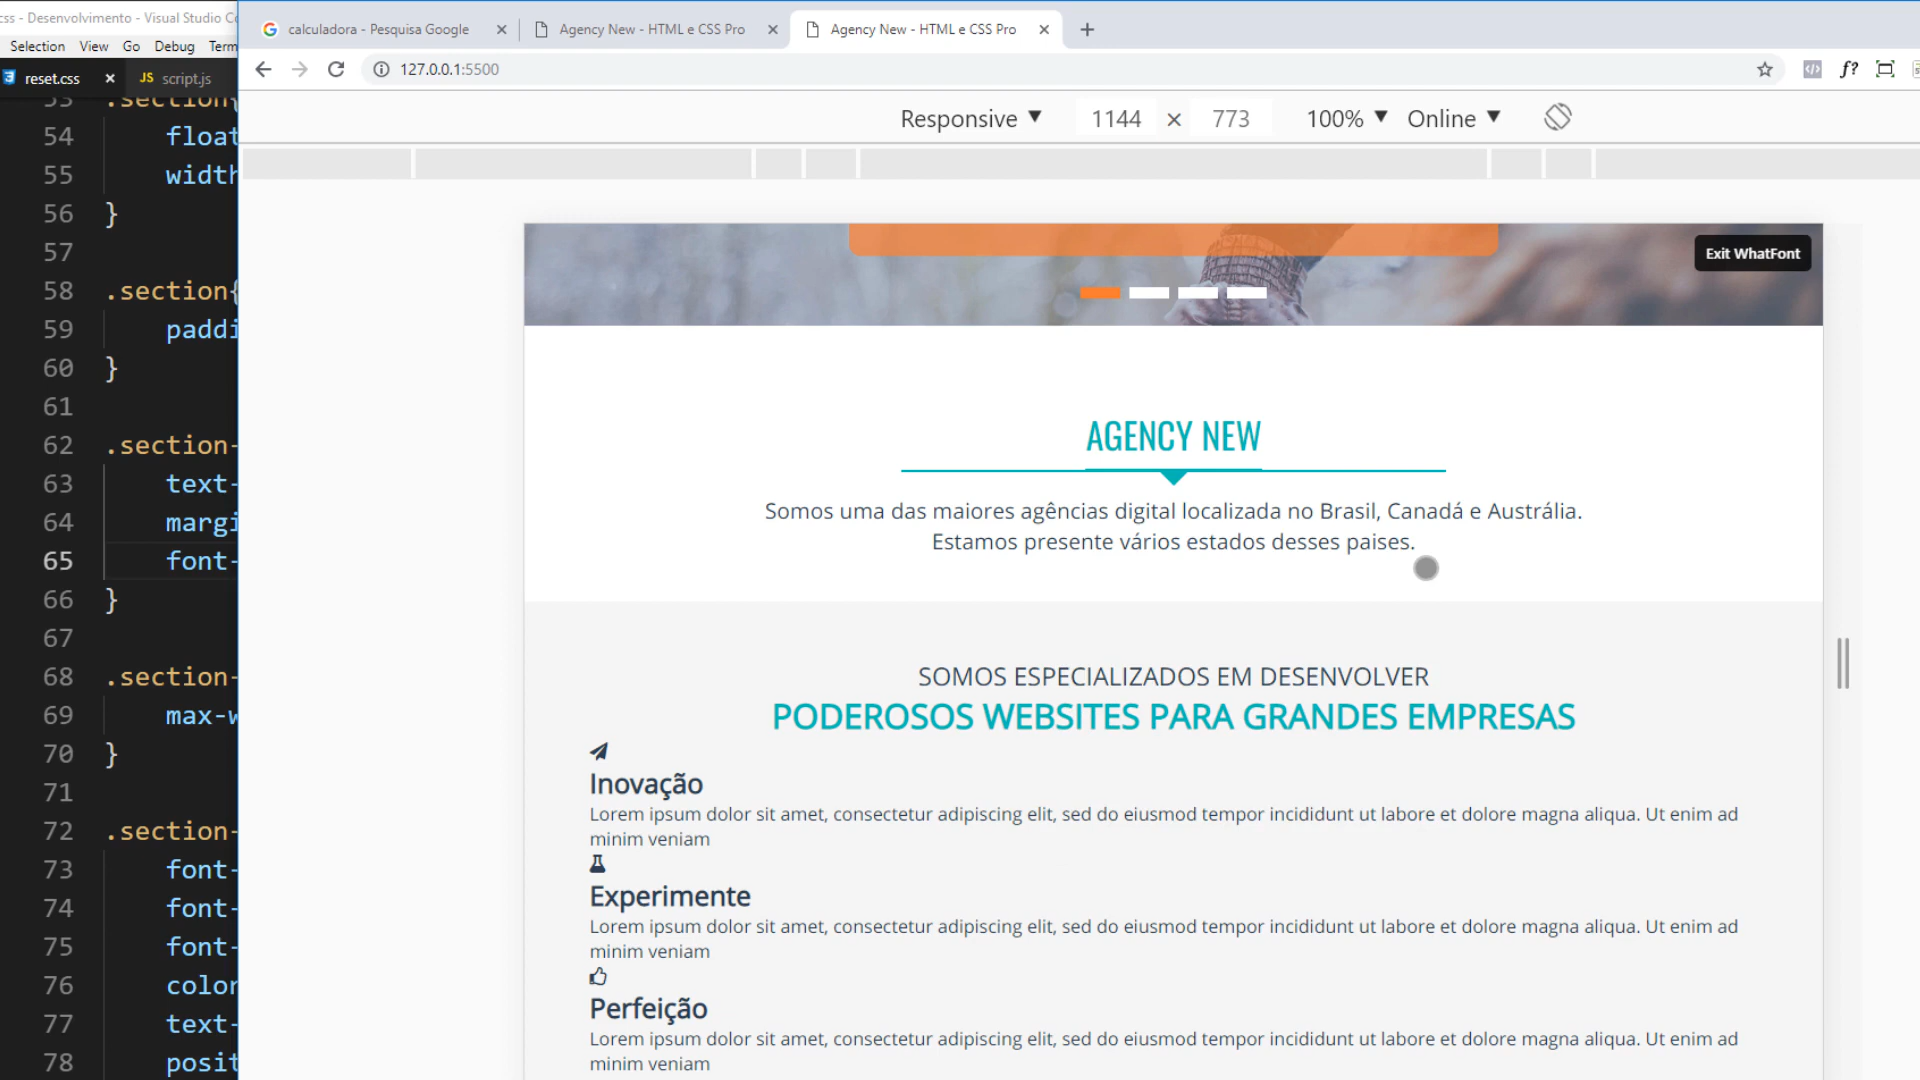 css - Desenvolvimento - Visual Studio Co
Selection View Go Debug Term
reset.css × JS script.js
calculadora - Pesquisa Google × Agency New - HTML e CSS Pro × Agency New - HTML e CSS Pro × +
127.0.0.1:5500 f?
Responsive ▼ 1144 × 773 100% ▼ Online ▼
53 .section{
54 float
55 width
56 }
57
58 .section{
59 paddi
60 }
61
62 .section-
63 text-
64 margi
65 font-
66 }
67
68 .section-
69 max-w
70 }
71
72 .section-
73 font-
74 font-
75 font-
76 color
77 text-
78 posit
Exit WhatFont
AGENCY NEW
Somos uma das maiores agências digital localizada no Brasil, Canadá e Austrália.
Estamos presente vários estados desses paises.
SOMOS ESPECIALIZADOS EM DESENVOLVER
PODEROSOS WEBSITES PARA GRANDES EMPRESAS
Inovação
Lorem ipsum dolor sit amet, consectetur adipiscing elit, sed do eiusmod tempor incididunt ut labore et dolore magna aliqua. Ut enim ad
minim veniam
Experimente
Lorem ipsum dolor sit amet, consectetur adipiscing elit, sed do eiusmod tempor incididunt ut labore et dolore magna aliqua. Ut enim ad
minim veniam
Perfeição
Lorem ipsum dolor sit amet, consectetur adipiscing elit, sed do eiusmod tempor incididunt ut labore et dolore magna aliqua. Ut enim ad
minim veniam